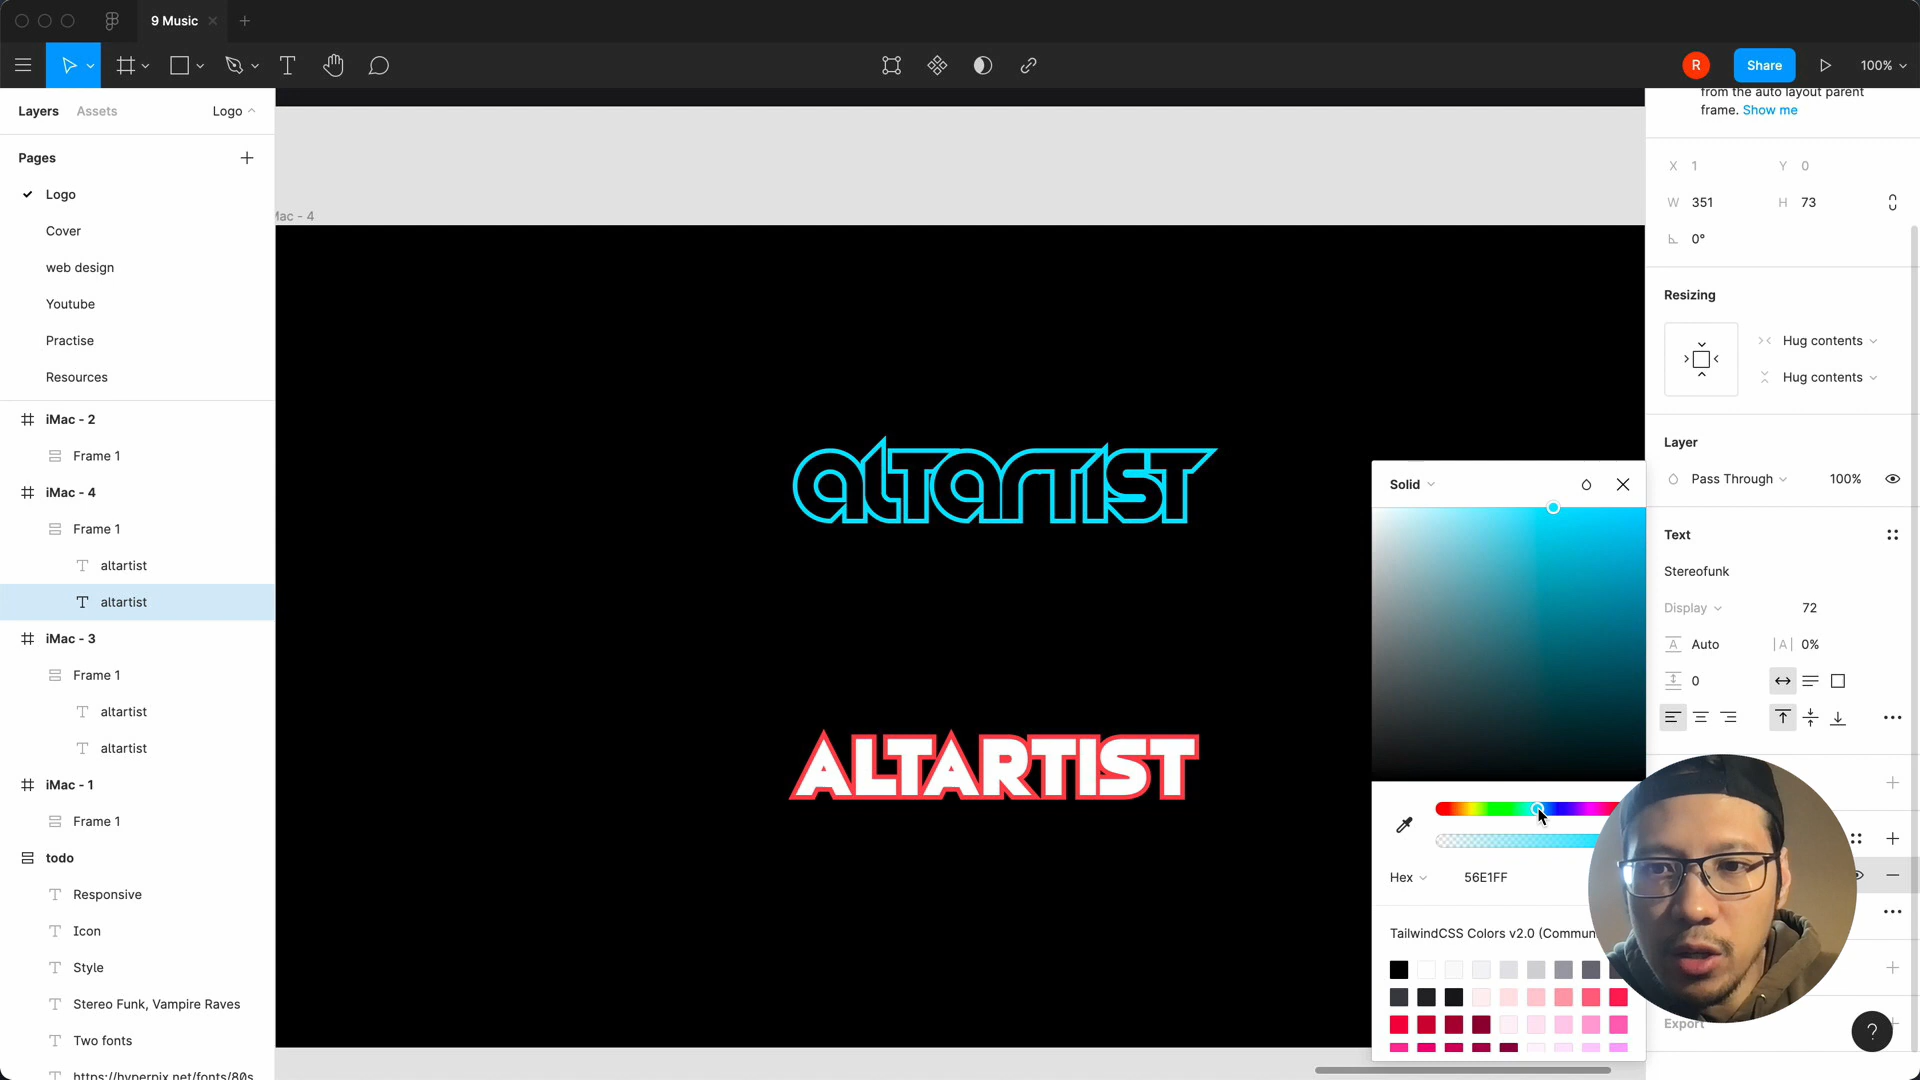 9 Music
R
Share
100%
Layers
Assets
Logo
Pages
Logo
Cover
web design
Youtube
Practise
Resources
iMac - 2
Frame 1
iMac - 4
Frame 1
altartist
altartist
iMac - 3
Frame 1
altartist
altartist
iMac - 1
Frame 1
todo
Responsive
Icon
Style
Stereo Funk, Vampire Raves
Two fonts
https://hyperpix.net/fonts/80s
Mac - 4
alTarTIST
ALTARTIST
Solid
Hex
56E1FF
TailwindCSS Colors v2.0 (Commun
from the auto layout parent
frame. Show me
X 1 Y 0
W 351 H 73
0°
Resizing
Hug contents
Hug contents
Layer
Pass Through 100%
Text
Stereofunk
Display 72
A Auto |A| 0%
0
Export
?